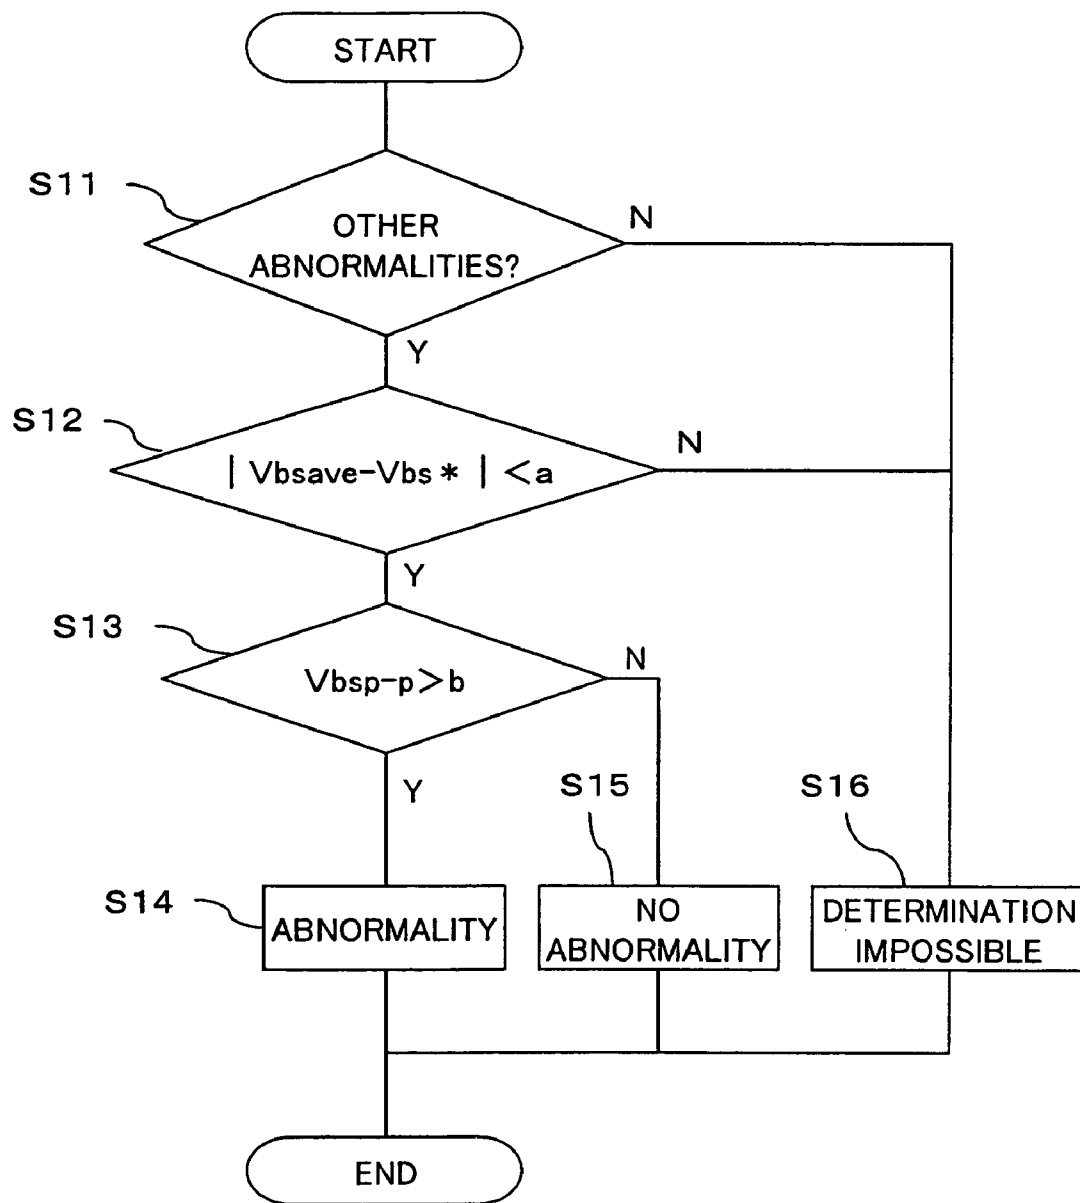 START
S11
OTHER
ABNORMALITIES?
N
Y
S12
| Vbsave-Vbs* | <a
N
Y
S13
Vbsp-p>b
N
Y
S14
ABNORMALITY
S15
NO
ABNORMALITY
S16
DETERMINATION
IMPOSSIBLE
END